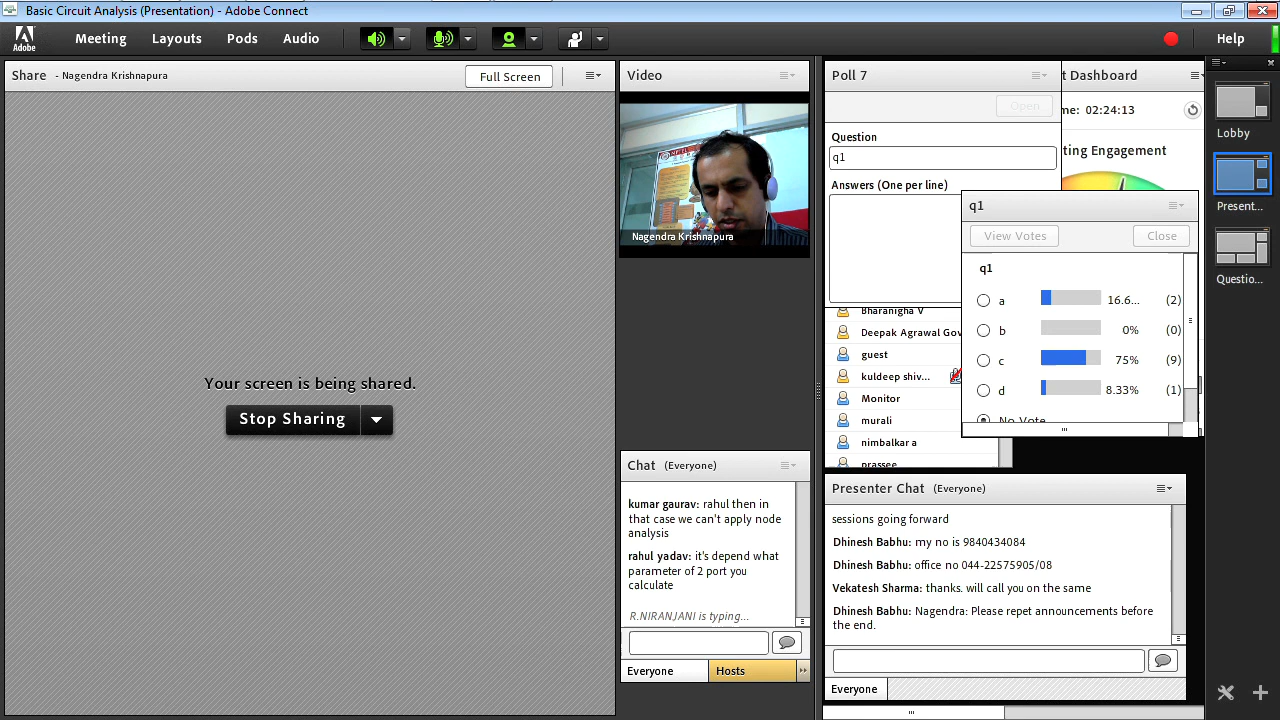 Basic Circuit Analysis (Presentation) - Adobe Connect
Adobe
Meeting
Layouts
Pods
Audio
Help
Share - Nagendra Krishnapura
Full Screen
Your screen is being shared.
Stop Sharing
Video
Nagendra Krishnapura
Chat (Everyone)
kumar gaurav: rahul then in
that case we can't apply node
analysis
rahul yadav: it's depend what
parameter of 2 port you
calculate
R.NIRANJANI is typing...
Everyone
Hosts
Poll 7
Open
Question
q1
Answers (One per line)
t Dashboard
me: 02:24:13
ting Engagement
q1
View Votes
Close
q1
a 16.6... (2)
b 0% (0)
c 75% (9)
d 8.33% (1)
No Vote
Bharanigha V
Deepak Agrawal Gov
guest
kuldeep shiv...
Monitor
murali
nimbalkar a
prassee
Presenter Chat (Everyone)
sessions going forward
Dhinesh Babhu: my no is 9840434084
Dhinesh Babhu: office no 044-22575905/08
Vekatesh Sharma: thanks. will call you on the same
Dhinesh Babhu: Nagendra: Please repet announcements before
the end.
Everyone
Lobby
Present...
Questio...